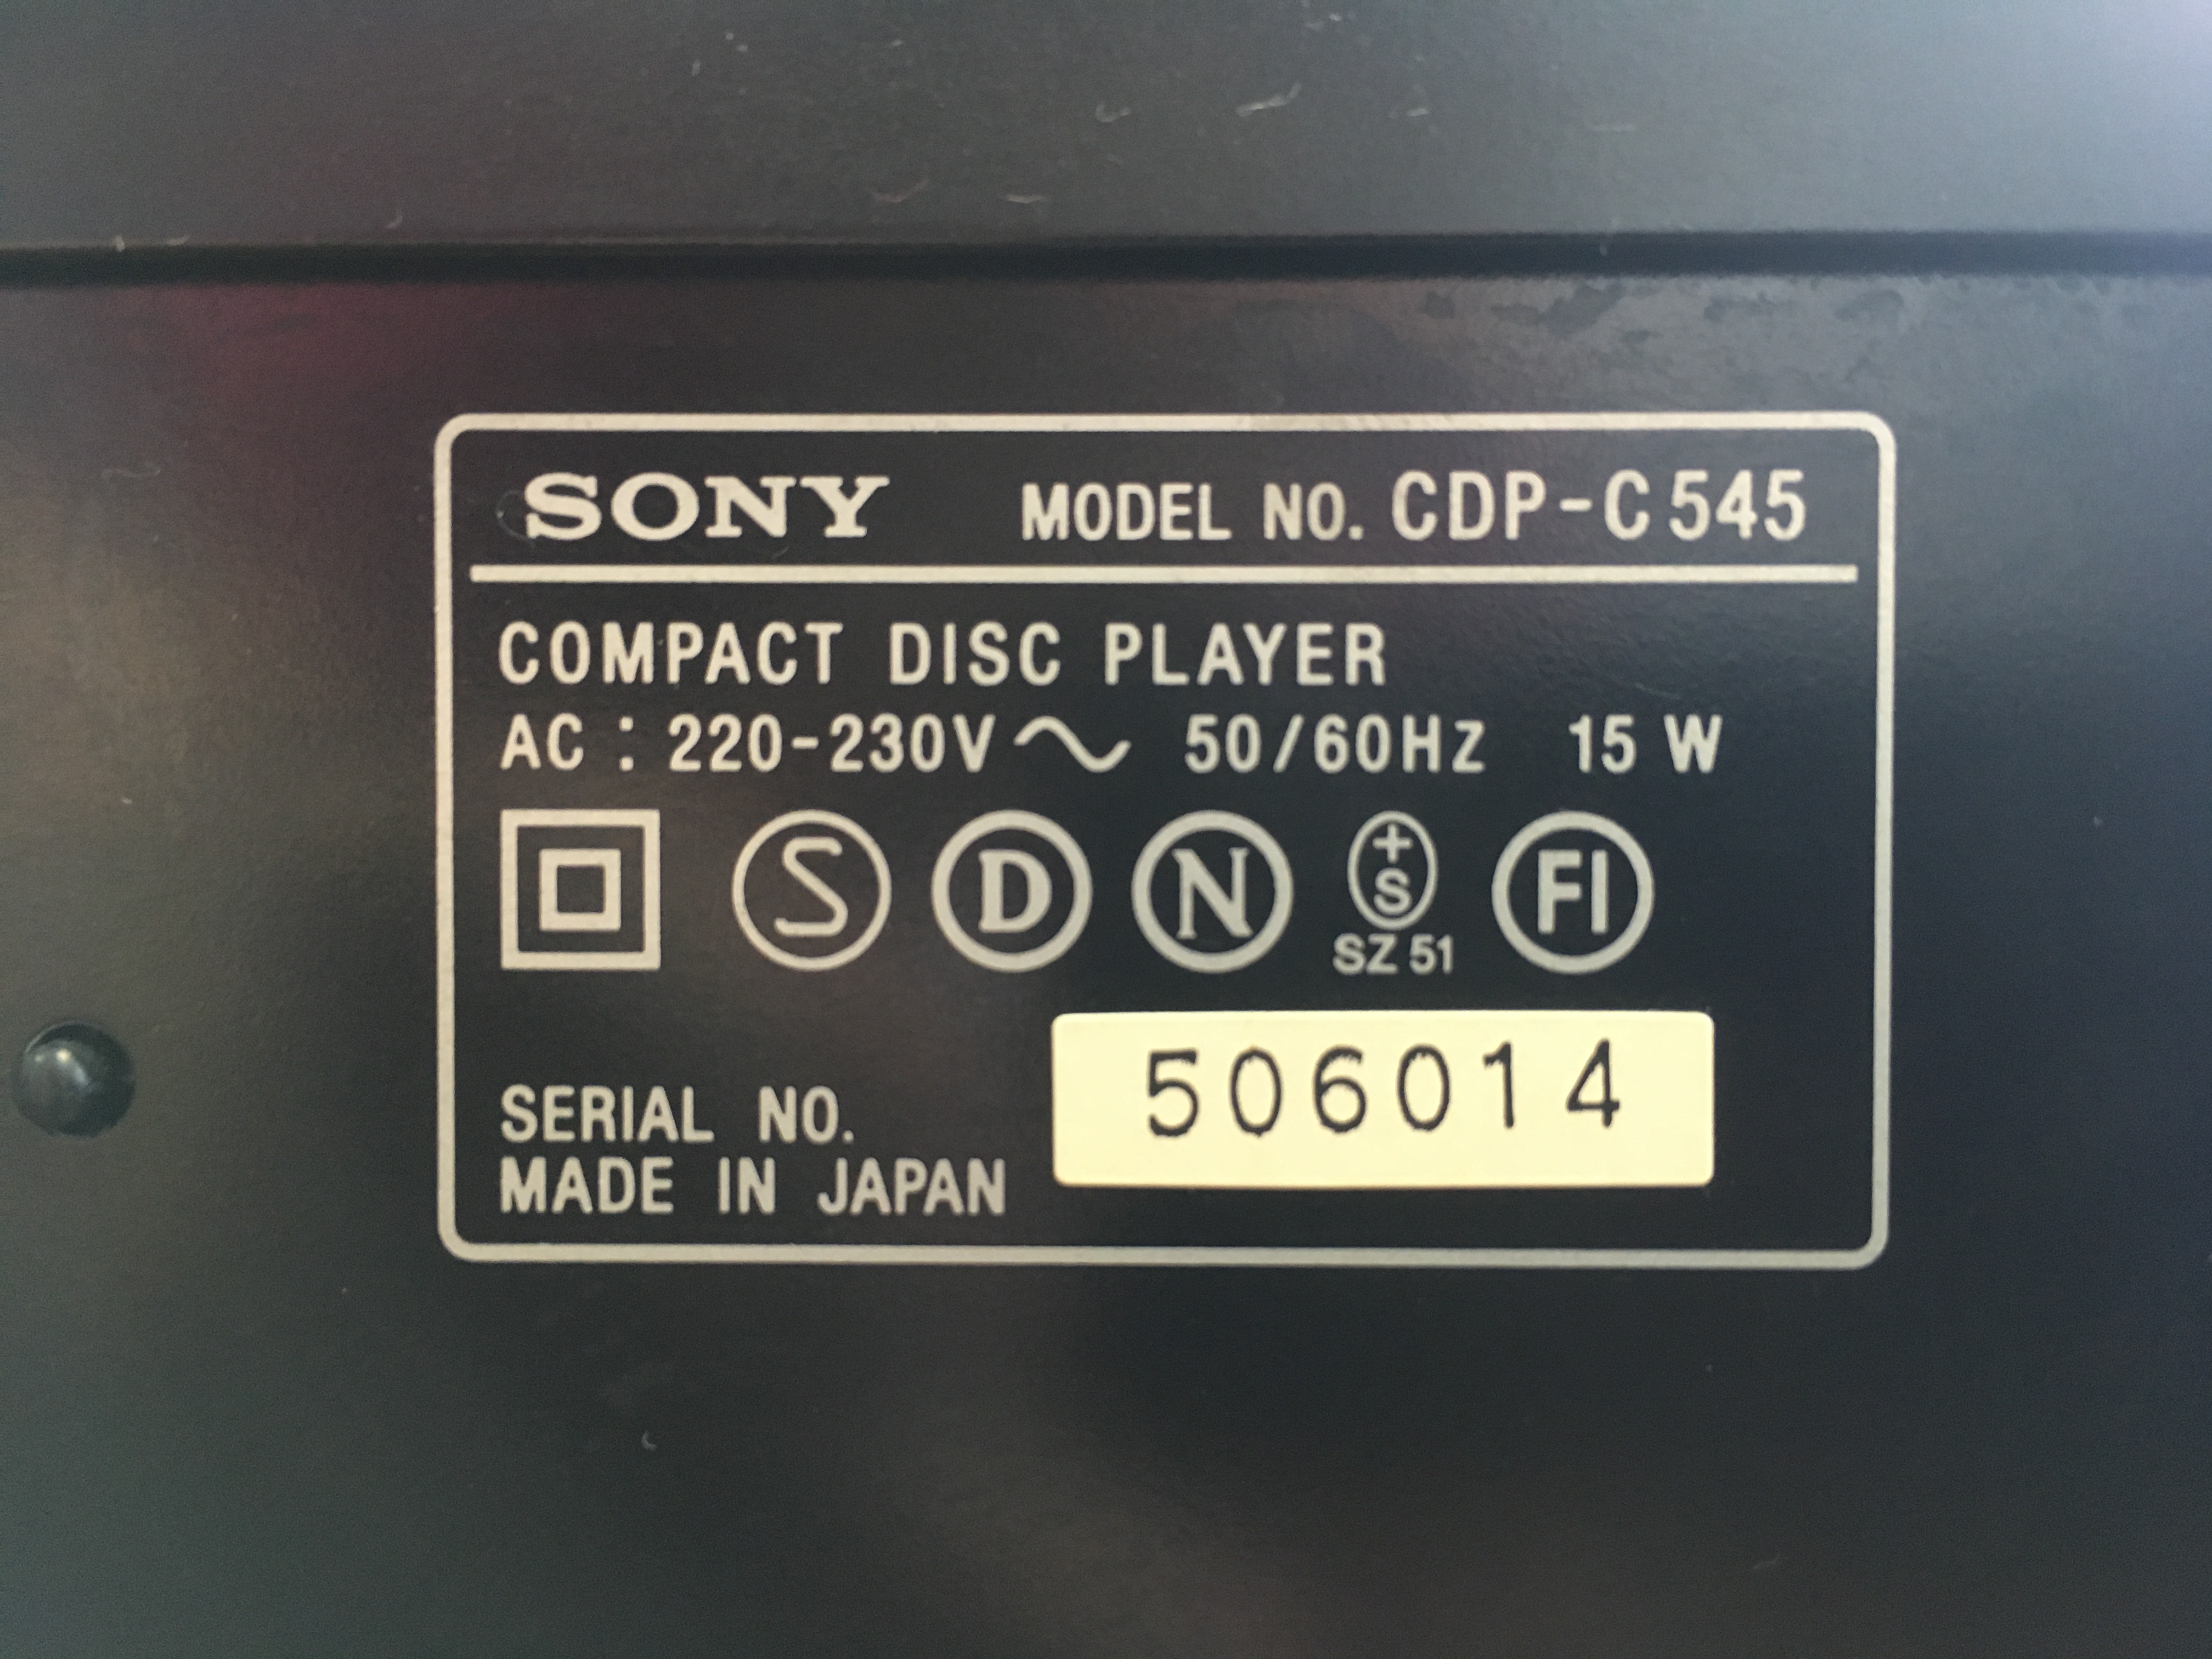 SONY MODEL NO. CDP-C545
COMPACT DISC PLAYER
AC : 220-230V～ 50/60Hz 15 W
S D N +S FI
SZ 51
506014
SERIAL NO.
MADE IN JAPAN